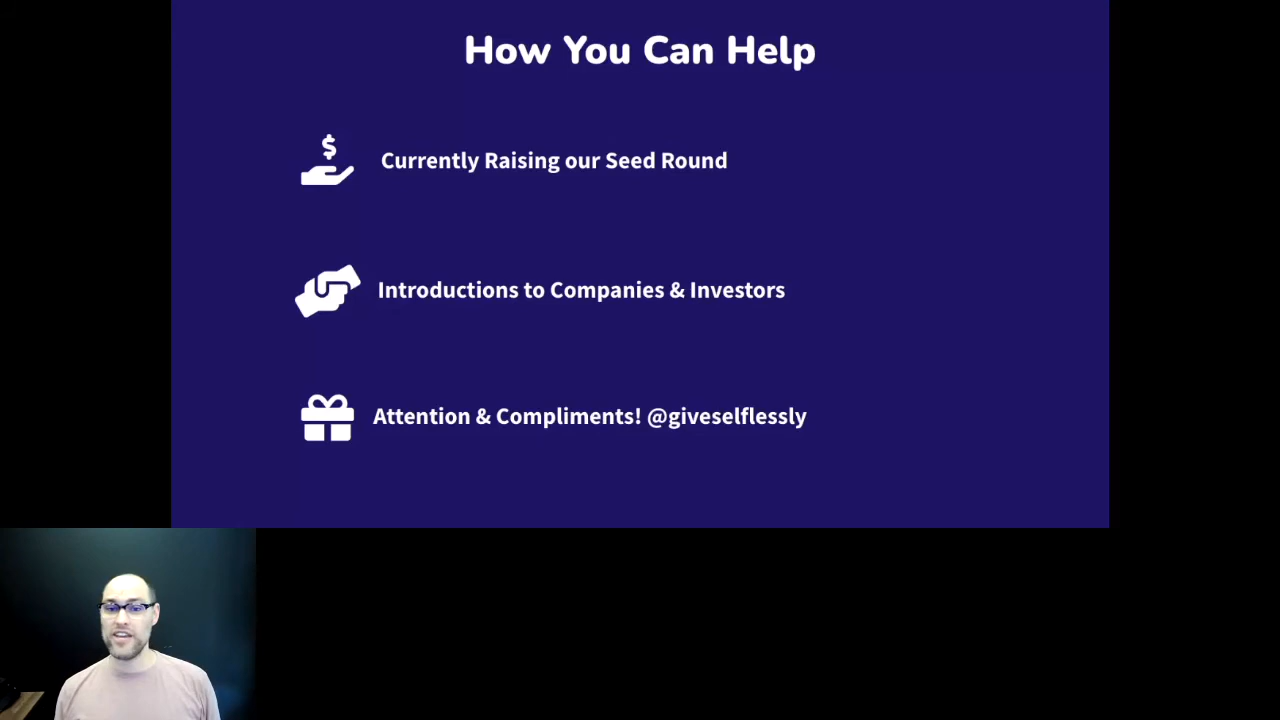 How You Can Help
$
Currently Raising our Seed Round
Introductions to Companies & Investors
Attention & Compliments! @giveselflessly